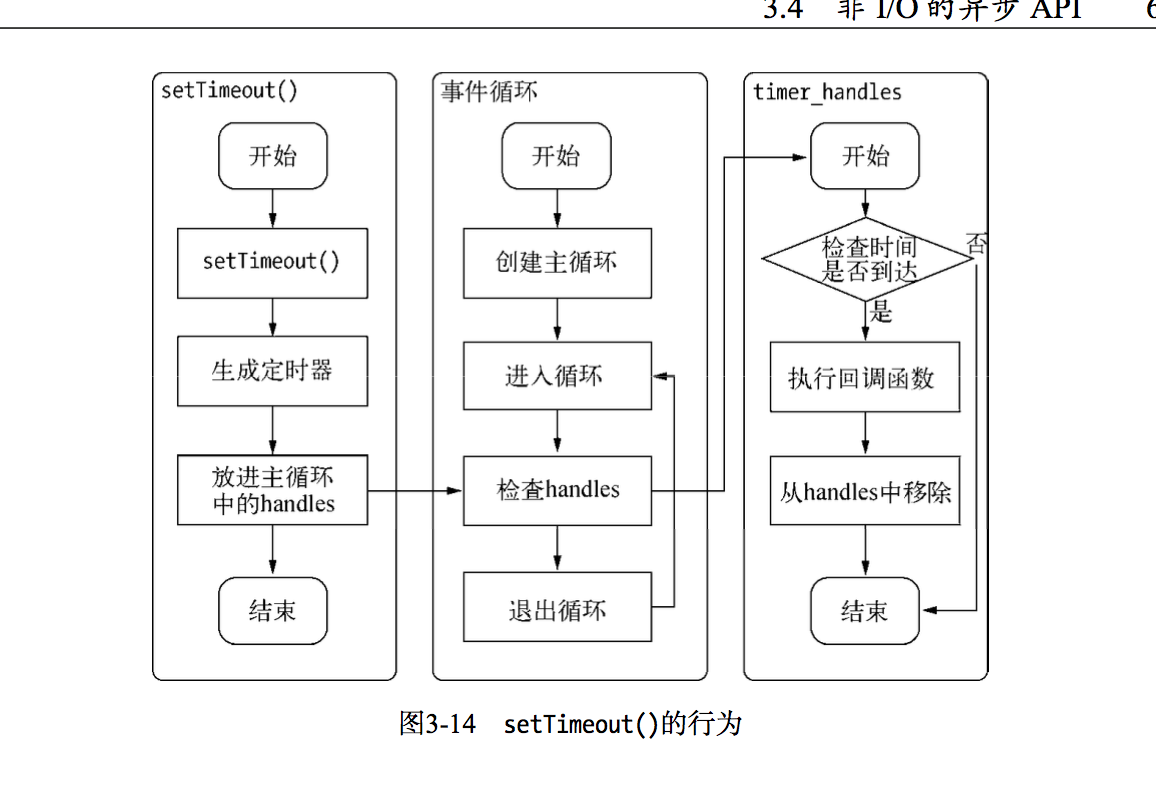 3.4 非 I/O 的异步 API 6
setTimeout()
开始
setTimeout()
生成定时器
放进主循环
中的handles
结束
事件循环
开始
创建主循环
进入循环
检查handles
退出循环
timer_handles
开始
检查时间
是否到达
否
是
执行回调函数
从handles中移除
结束
图3-14 setTimeout()的行为